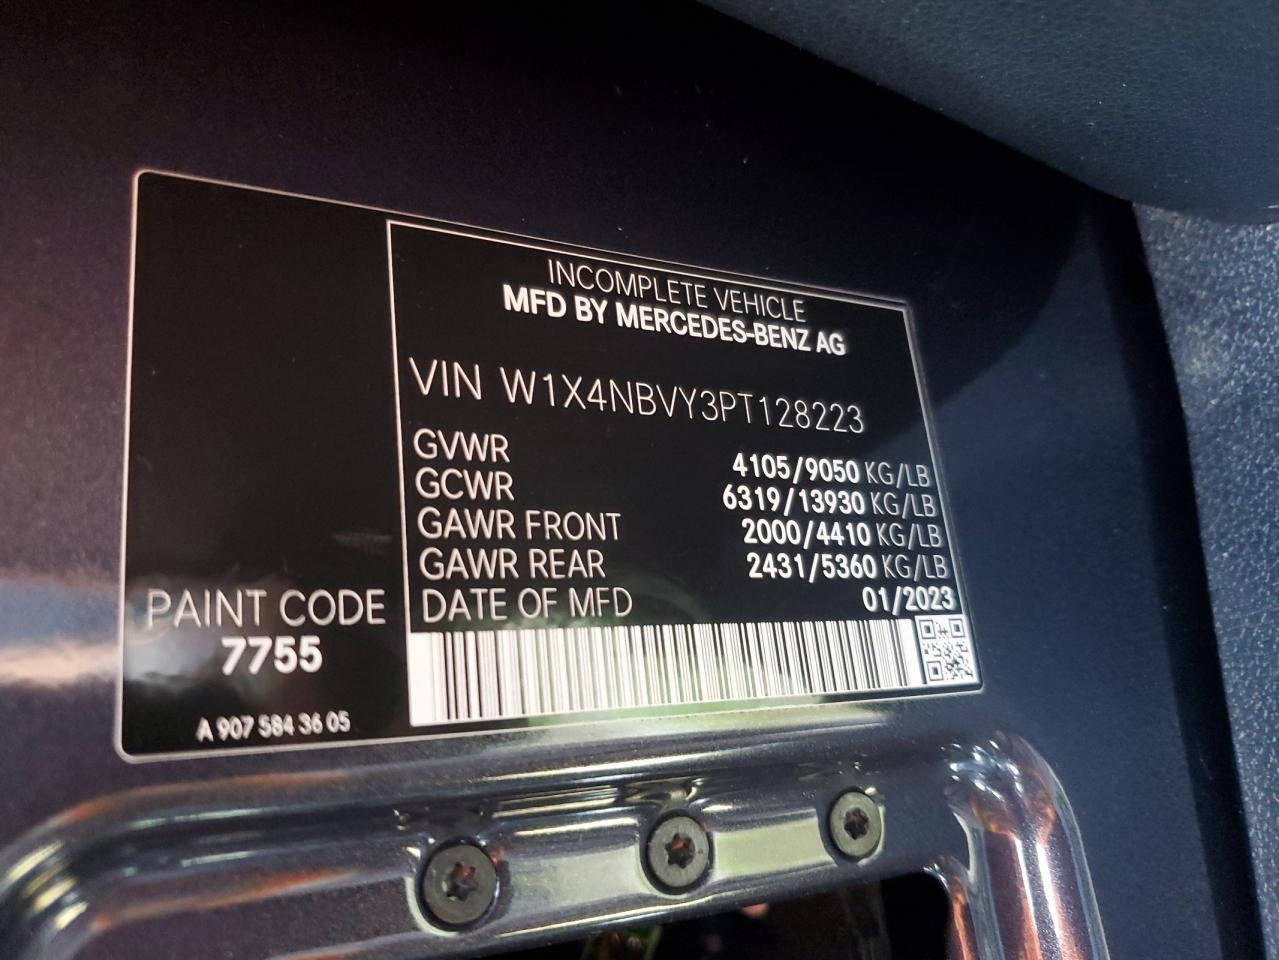 INCOMPLETE VEHICLE
MFD BY MERCEDES-BENZ AG
VIN W1X4NBVY3PT128223
GVWR 4105/9050 KG/LB
GCWR 6319/13930 KG/LB
GAWR FRONT 2000/4410 KG/LB
GAWR REAR 2431/5360 KG/LB
DATE OF MFD 01/2023
PAINT CODE
7755
A 907 584 36 05